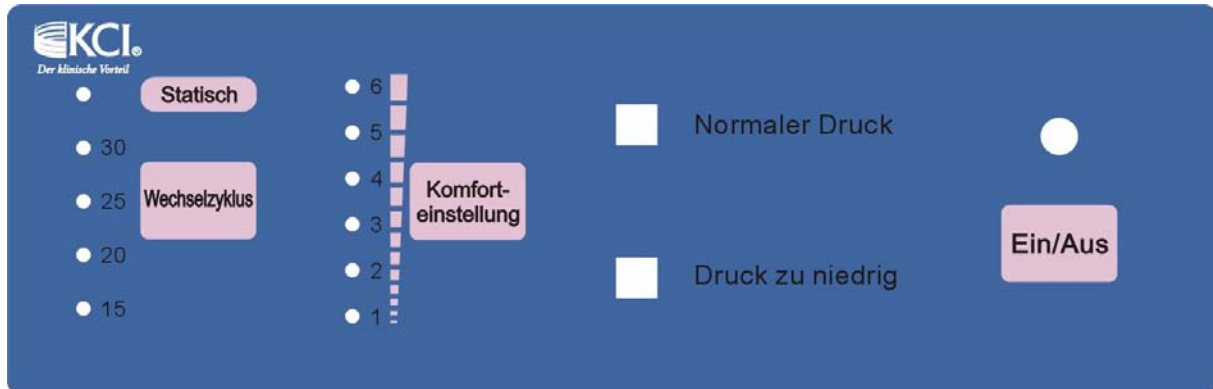 KCI®
Der klinische Vorteil
Statisch
30
25
20
15
Wechselzyklus
6
5
4
3
2
1
Komfort-
einstellung
Normaler Druck
Druck zu niedrig
Ein/Aus